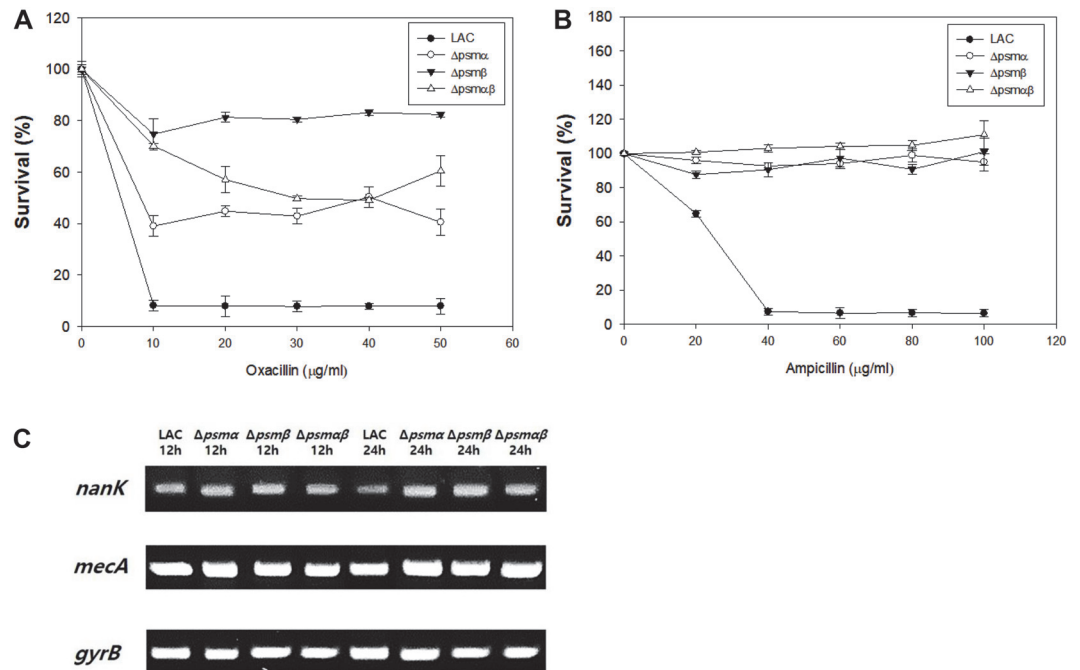 A
120
100
80
60
40
20
0
Survival (%)
0 10 20 30 40 50 60
Oxacillin (μg/ml)
LAC
Δpsmα
Δpsmβ
Δpsmαβ
B
180
160
140
120
100
80
60
40
20
0
Survival (%)
0 20 40 60 80 100 120
Ampicillin (μg/ml)
LAC
Δpsmα
Δpsmβ
Δpsmαβ
C
LAC Δpsmα Δpsmβ Δpsmαβ LAC Δpsmα Δpsmβ Δpsmαβ
12h 12h 12h 12h 24h 24h 24h 24h
nanK
mecA
gyrB